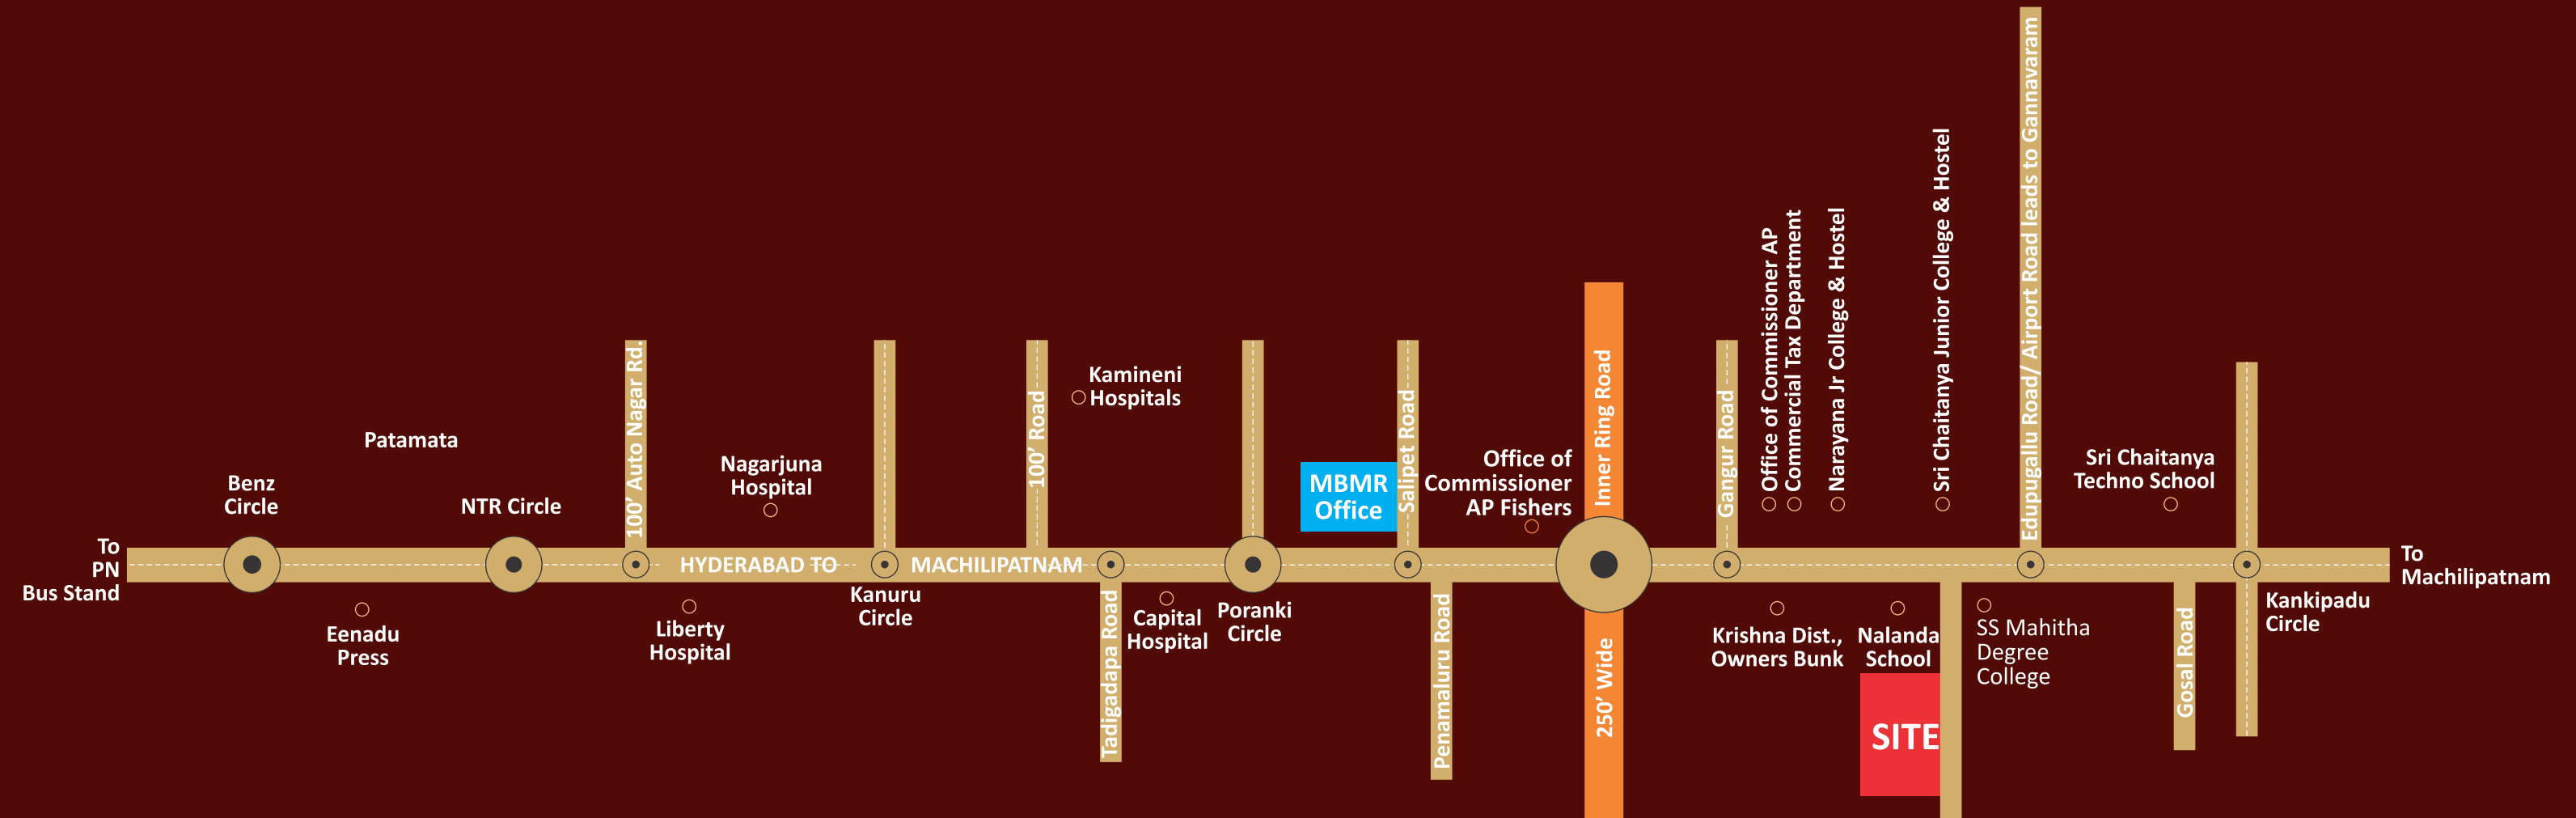 To
PN
Bus Stand
Benz
Circle
Patamata
Eenadu
Press
NTR Circle
100' Auto Nagar Rd.
HYDERABAD TO MACHILIPATNAM
Liberty
Hospital
Nagarjuna
Hospital
Kanuru
Circle
100' Road
Kamineni
Hospitals
Tadigadapa Road
Capital
Hospital
Poranki
Circle
MBMR
Office
Salipet Road
Penamaluru Road
Office of
Commissioner
AP Fishers
Inner Ring Road
250' Wide
Gangur Road
Office of Commissioner AP
Commercial Tax Department
Narayana Jr College & Hostel
Sri Chaitanya Junior College & Hostel
Krishna Dist.,
Owners Bunk
Nalanda
School
SITE
SS Mahitha
Degree
College
Edupugallu Road/ Airport Road leads to Gannavaram
Sri Chaitanya
Techno School
Gosal Road
Kankipadu
Circle
To
Machilipatnam